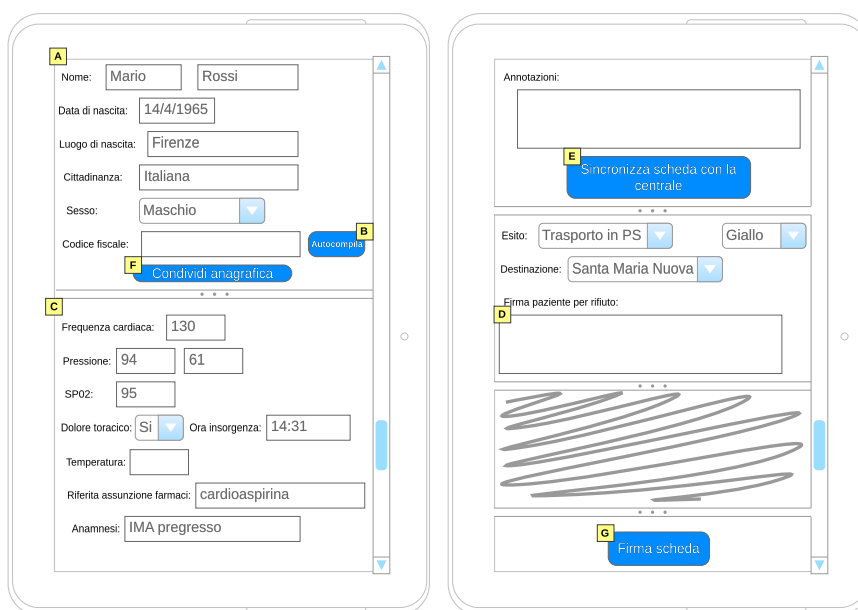 A
Nome: Mario Rossi
Data di nascita: 14/4/1965
Luogo di nascita: Firenze
Cittadinanza: Italiana
Sesso: Maschio
B
Codice fiscale: Autocompila
F
Condividi anagrafica
C
Frequenza cardiaca: 130
Pressione: 94 61
SP02: 95
Dolore toracico: Si Ora insorgenza: 14:31
Temperatura:
Riferita assunzione farmaci: cardioaspirina
Anamnesi: IMA pregresso
Annotazioni:
E
Sincronizza scheda con la
centrale
Esito: Trasporto in PS Giallo
Destinazione: Santa Maria Nuova
Firma paziente per rifiuto:
D
G
Firma scheda